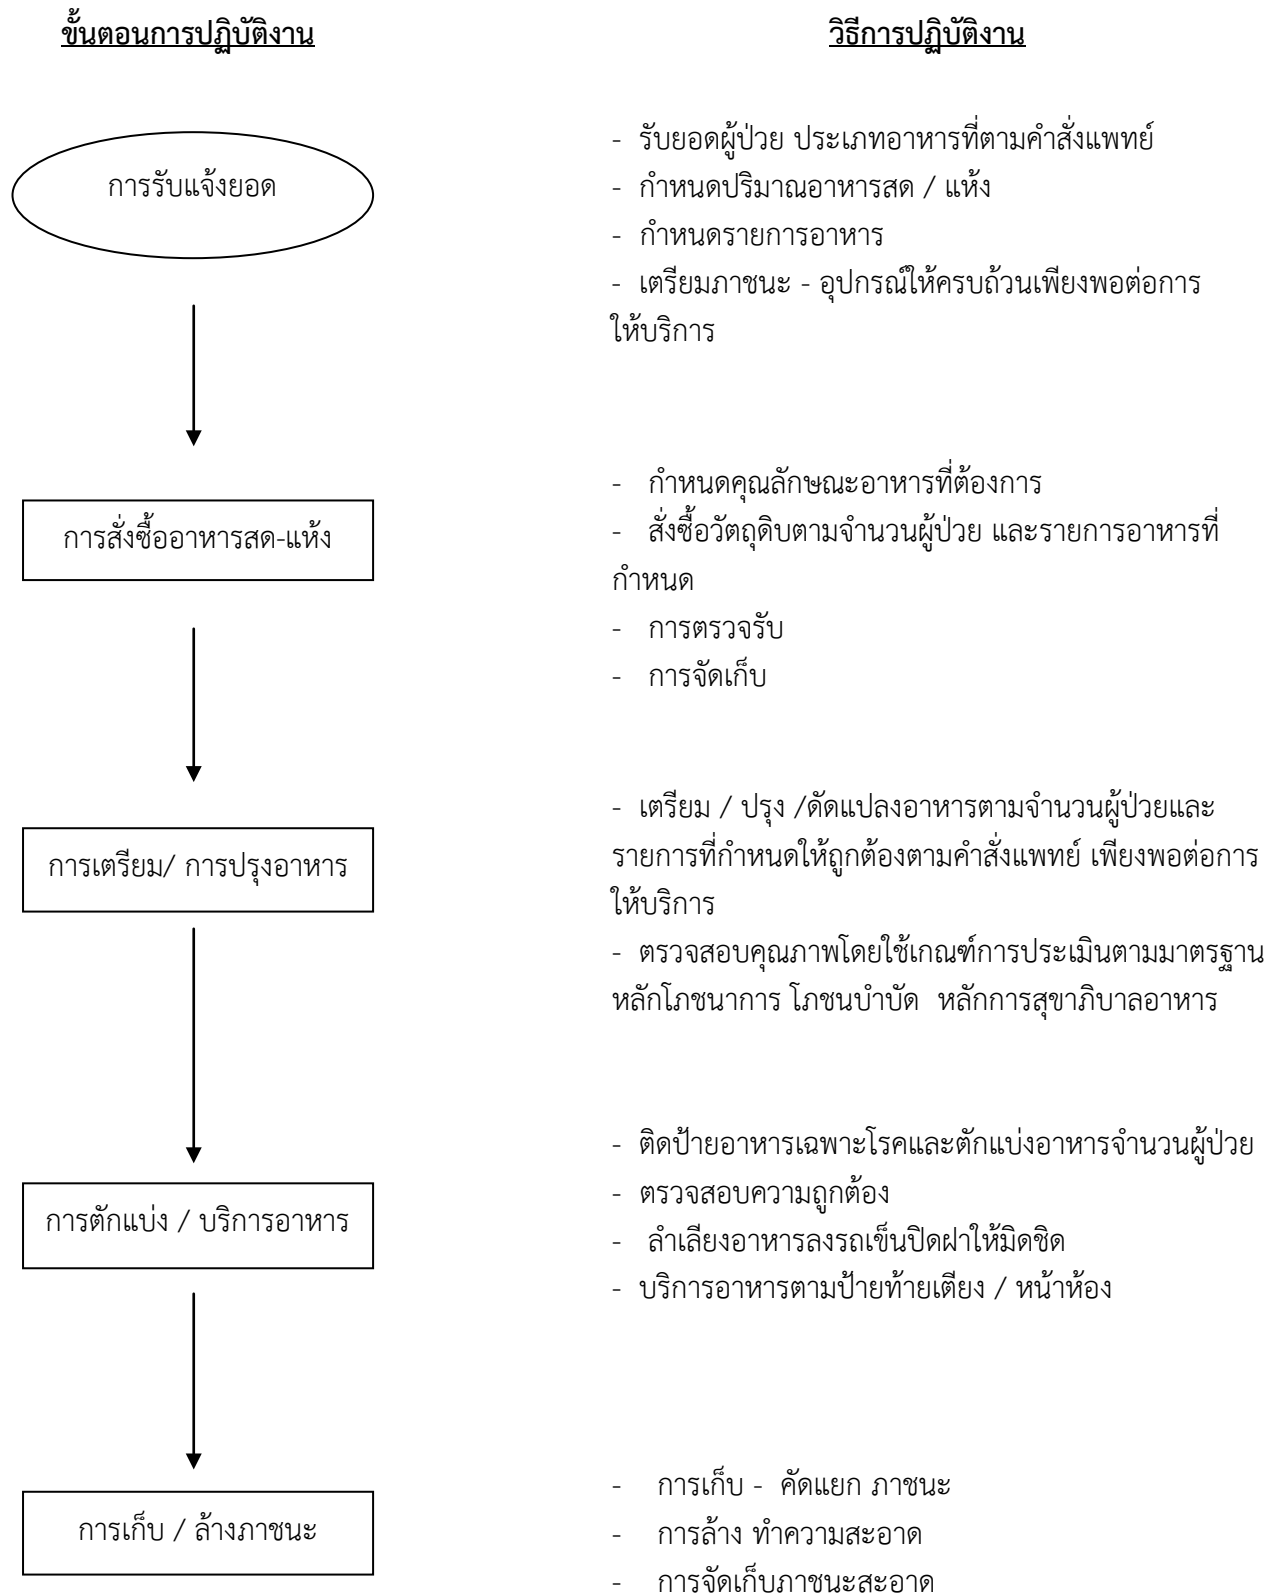 ขั้นตอนการปฏิบัติงาน
วิธีการปฏิบัติงาน
การรับแจ้งยอด
- รับยอดผู้ป่วย ประเภทอาหารที่ตามคำสั่งแพทย์
- กำหนดปริมาณอาหารสด / แห้ง
- กำหนดรายการอาหาร
- เตรียมภาชนะ - อุปกรณ์ให้ครบถ้วนเพียงพอต่อการ
ให้บริการ
การสั่งซื้ออาหารสด-แห้ง
- กำหนดคุณลักษณะอาหารที่ต้องการ
- สั่งซื้อวัตถุดิบตามจำนวนผู้ป่วย และรายการอาหารที่
กำหนด
- การตรวจรับ
- การจัดเก็บ
การเตรียม/ การปรุงอาหาร
- เตรียม / ปรุง /ดัดแปลงอาหารตามจำนวนผู้ป่วยและ
รายการที่กำหนดให้ถูกต้องตามคำสั่งแพทย์ เพียงพอต่อการ
ให้บริการ
- ตรวจสอบคุณภาพโดยใช้เกณฑ์การประเมินตามมาตรฐาน
หลักโภชนาการ โภชนบำบัด หลักการสุขาภิบาลอาหาร
การตักแบ่ง / บริการอาหาร
- ติดป้ายอาหารเฉพาะโรคและตักแบ่งอาหารจำนวนผู้ป่วย
- ตรวจสอบความถูกต้อง
- ลำเลียงอาหารลงรถเข็นปิดฝาให้มิดชิด
- บริการอาหารตามป้ายท้ายเตียง / หน้าห้อง
การเก็บ / ล้างภาชนะ
- การเก็บ - คัดแยก ภาชนะ
- การล้าง ทำความสะอาด
- การจัดเก็บภาชนะสะอาด